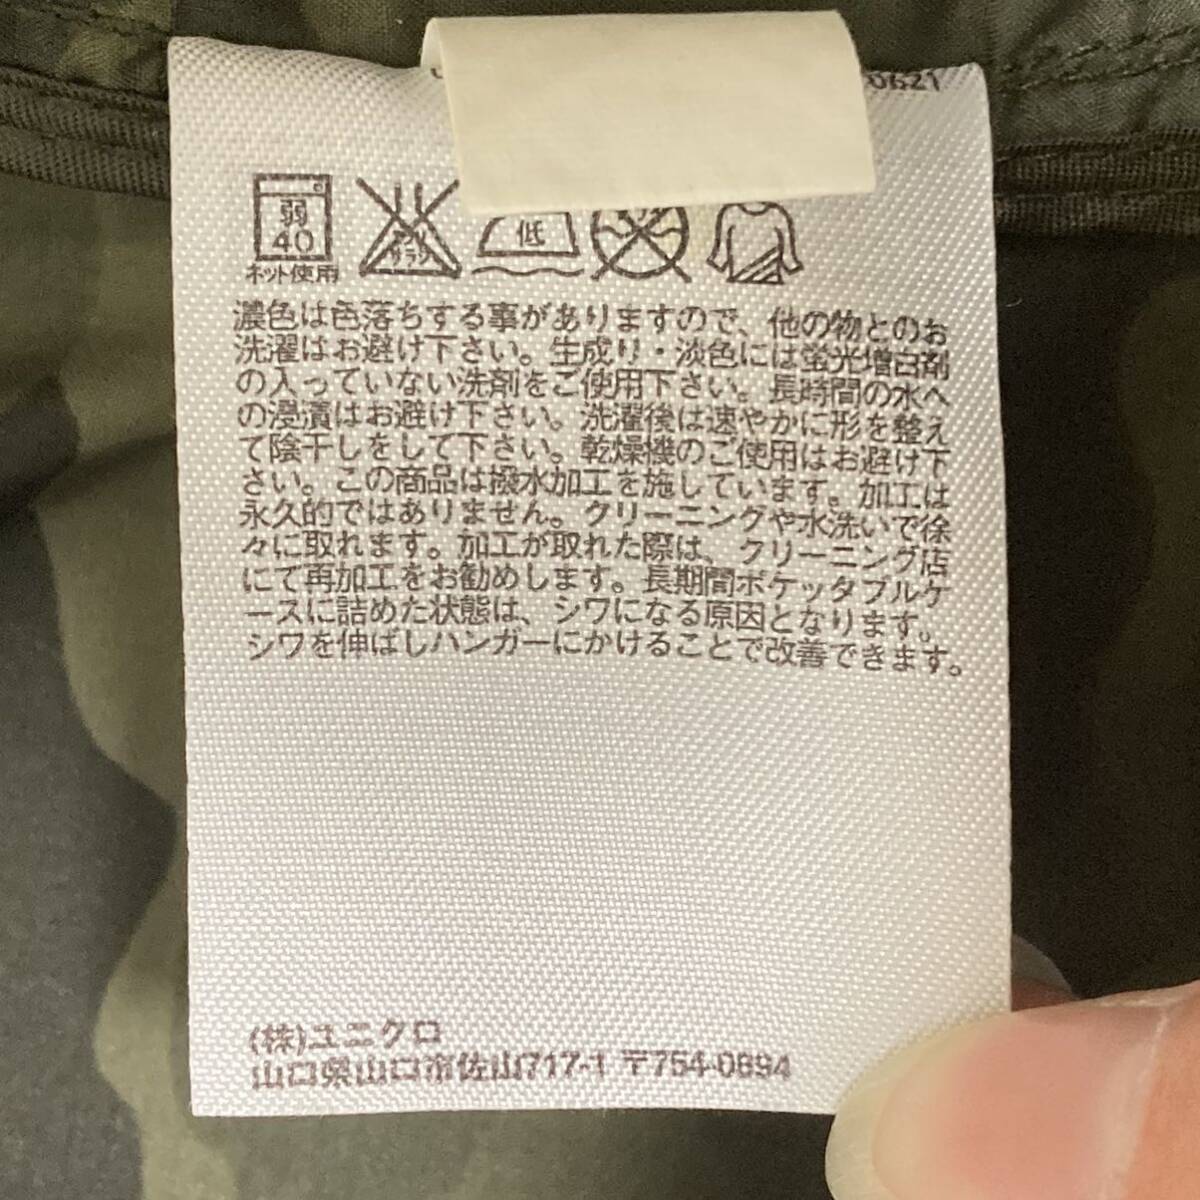 0621
弱
40
ネット使用
エンソ
サラシ
低
濃色は色落ちする事がありますので、他の物とのお
洗濯はお避け下さい。生成り・淡色には蛍光増白剤
の入っていない洗剤をご使用下さい。長時間の水へ
の浸漬はお避け下さい。洗濯後は速やかに形を整え
て陰干しをして下さい。乾燥機のご使用はお避け下
さい。この商品は撥水加工を施しています。加工は
永久的ではありません。クリーニングや水洗いで徐
々に取れます。加工が取れた際は、クリーニング店
にて再加工をお勧めします。長期間ポケッタブルケ
ースに詰めた状態は、シワになる原因となります。
シワを伸ばしハンガーにかけることで改善できます。
(株)ユニクロ
山口県山口市佐山717-1 〒754-0894